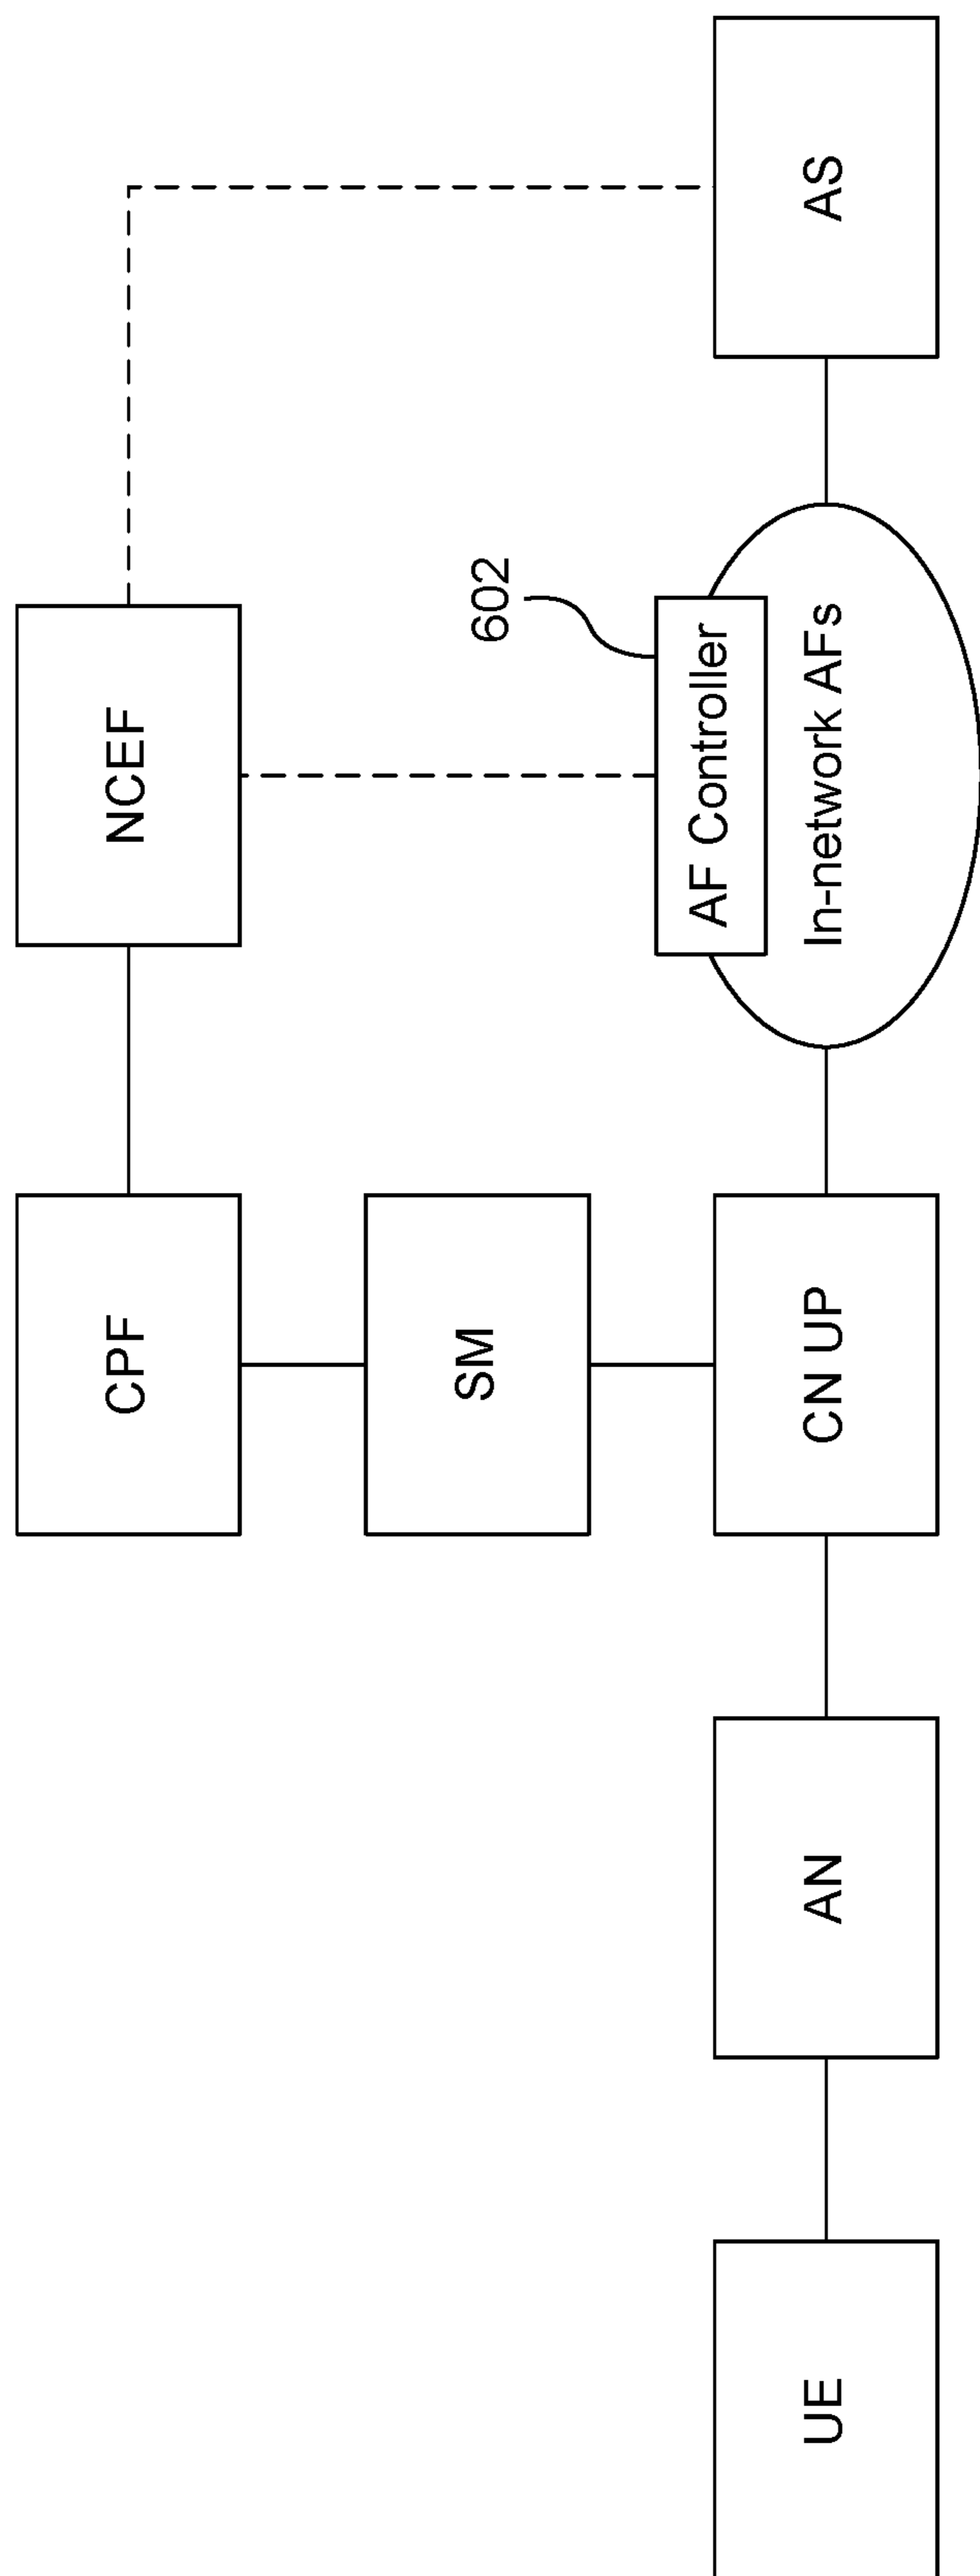 CPF
NCEF
SM
602
AF Controller
In-network AFs
UE
AN
CN UP
AS